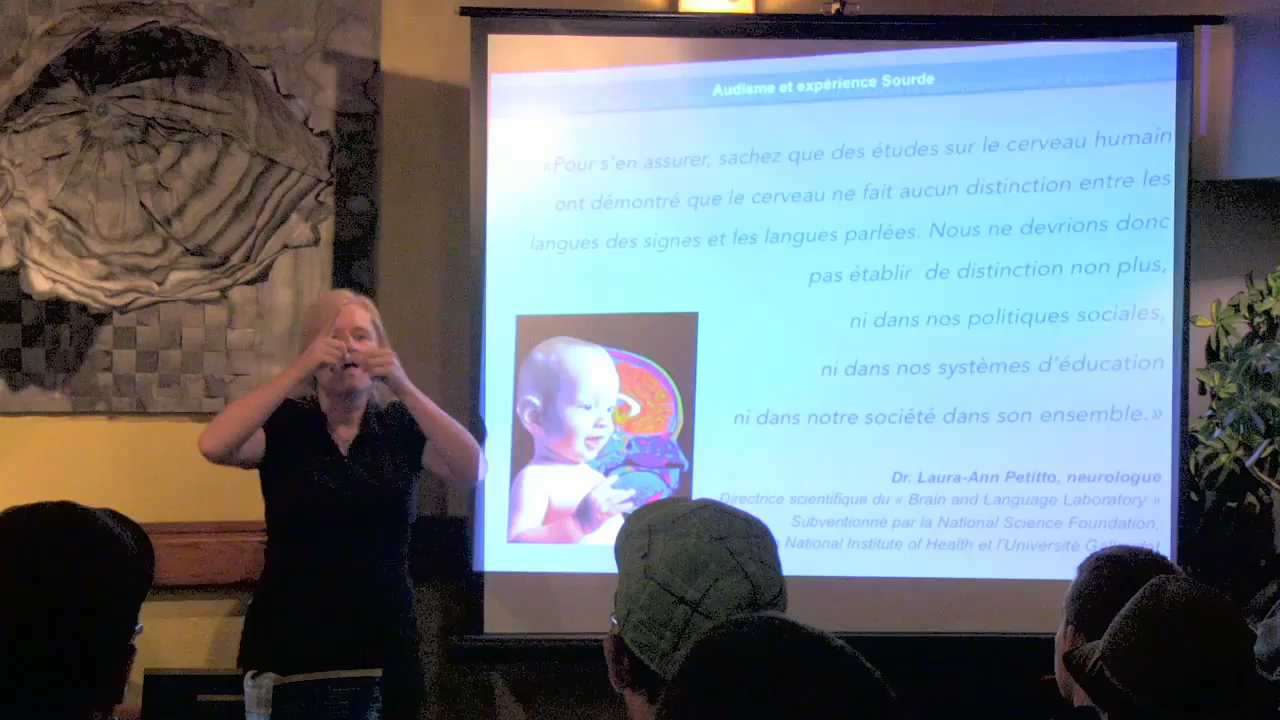 Audisme et expérience Sourde
«Pour s'en assurer, sachez que des études sur le cerveau humain
ont démontré que le cerveau ne fait aucun distinction entre les
langues des signes et les langues parlées. Nous ne devrions donc
pas établir de distinction non plus,
ni dans nos politiques sociales,
ni dans nos systèmes d'éducation
ni dans notre société dans son ensemble.»
Dr. Laura-Ann Petitto, neurologue
Directrice scientifique du « Brain and Language Laboratory »
Subventionné par la National Science Foundation,
National Institute of Health et l'Université